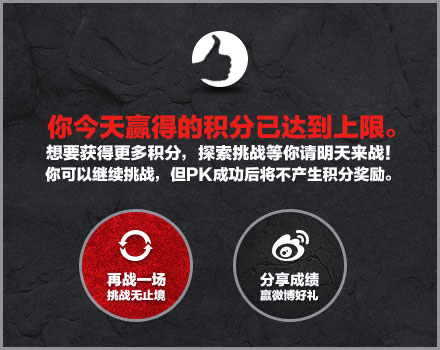 你今天赢得的积分已达到上限。
想要获得更多积分，探索挑战等你请明天来战！
你可以继续挑战，但PK成功后将不产生积分奖励。
再战一场
挑战无止境
分享成绩
赢微博好礼